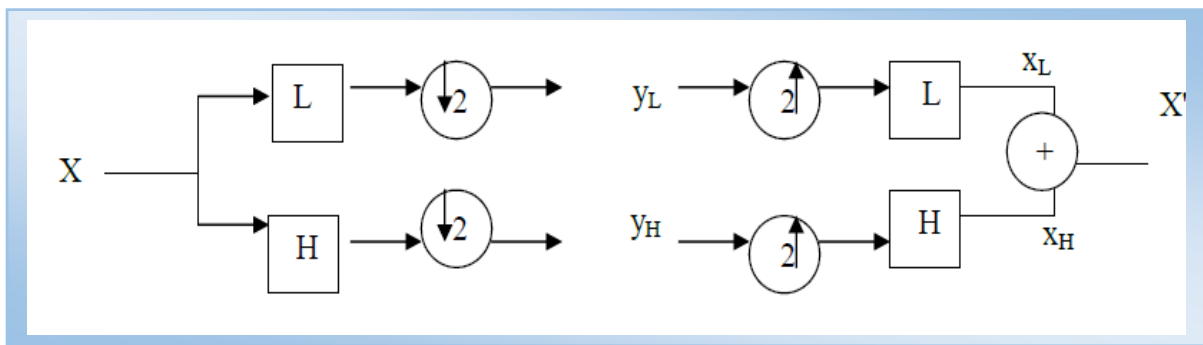 X
L
↓2
H
↓2
yL
2↑
L
xL
yH
2↑
H
xH
+
X'